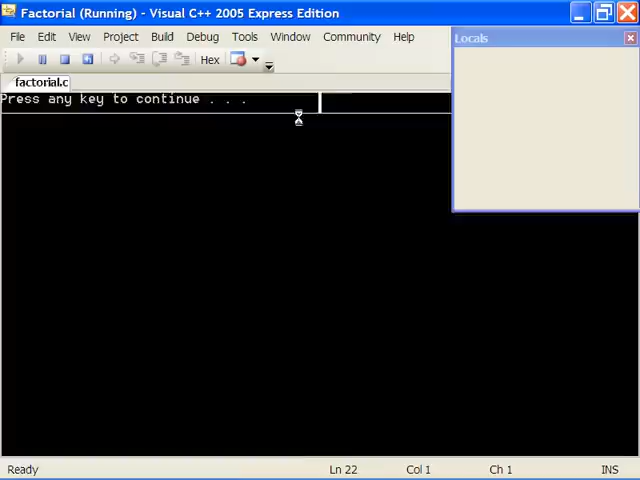 Factorial (Running) - Visual C++ 2005 Express Edition
File Edit View Project Build Debug Tools Window Community Help
Hex
Locals
factorial.c
Press any key to continue . . .
Ready Ln 22 Col 1 Ch 1 INS